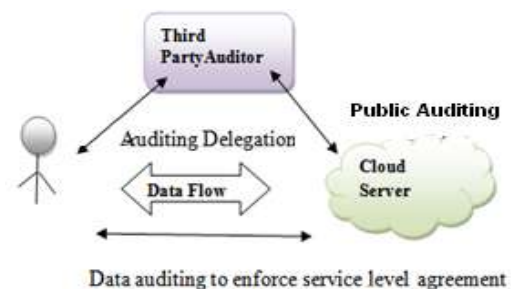 Third
PartyAuditor
Public Auditing
Auditing Delegation
Cloud
Server
Data Flow
Data auditing to enforce service level agreement